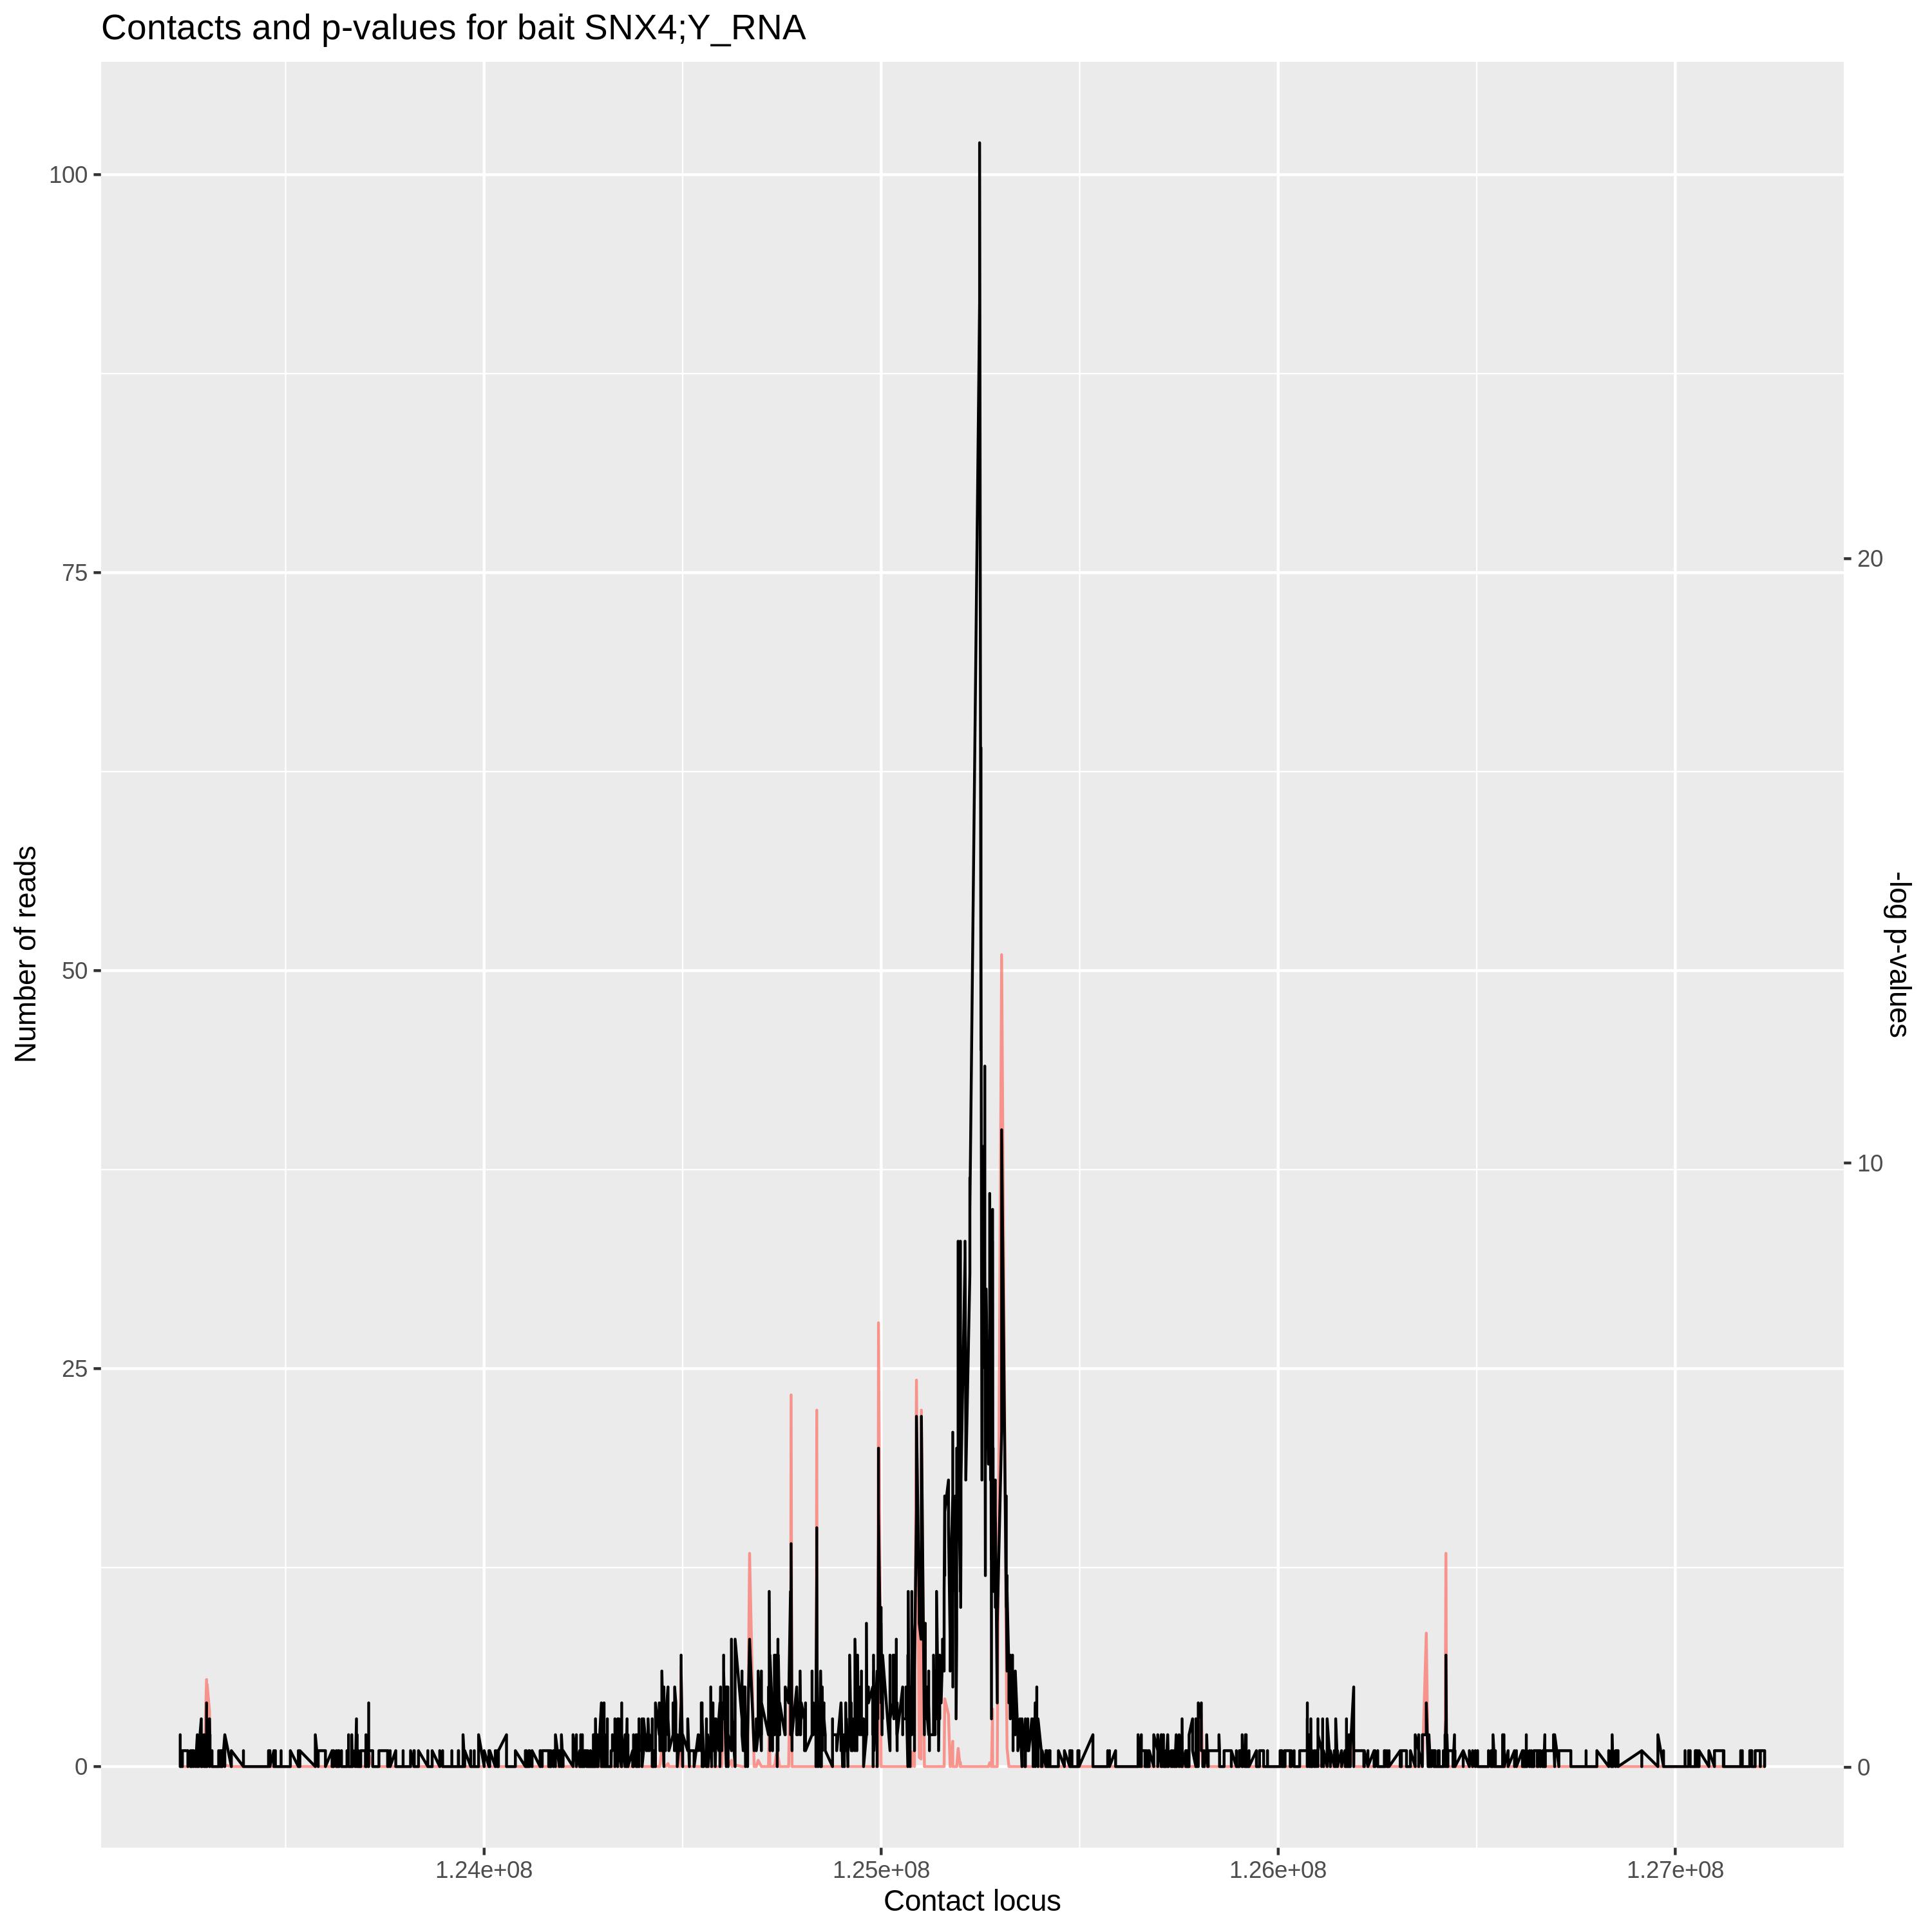 Contacts and p-values for bait SNX4;Y_RNA
100
75
50
25
0
Number of reads
20
10
0
-log p-values
1.24e+08
1.25e+08
1.26e+08
1.27e+08
Contact locus